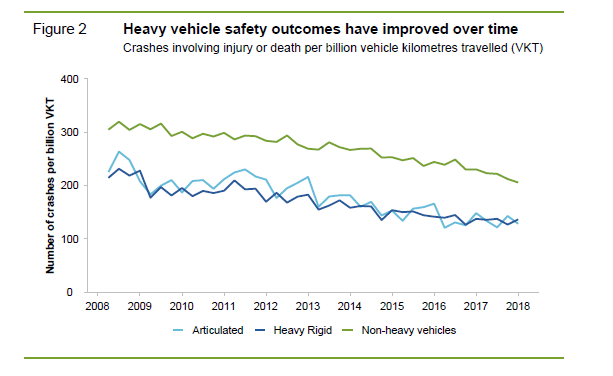 Figure 2 Heavy vehicle safety outcomes have improved over time
Crashes involving injury or death per billion vehicle kilometres travelled (VKT)
Number of crashes per billion VKT
400
300
200
100
0
2008 2009 2010 2011 2012 2013 2014 2015 2016 2017 2018
Articulated Heavy Rigid Non-heavy vehicles